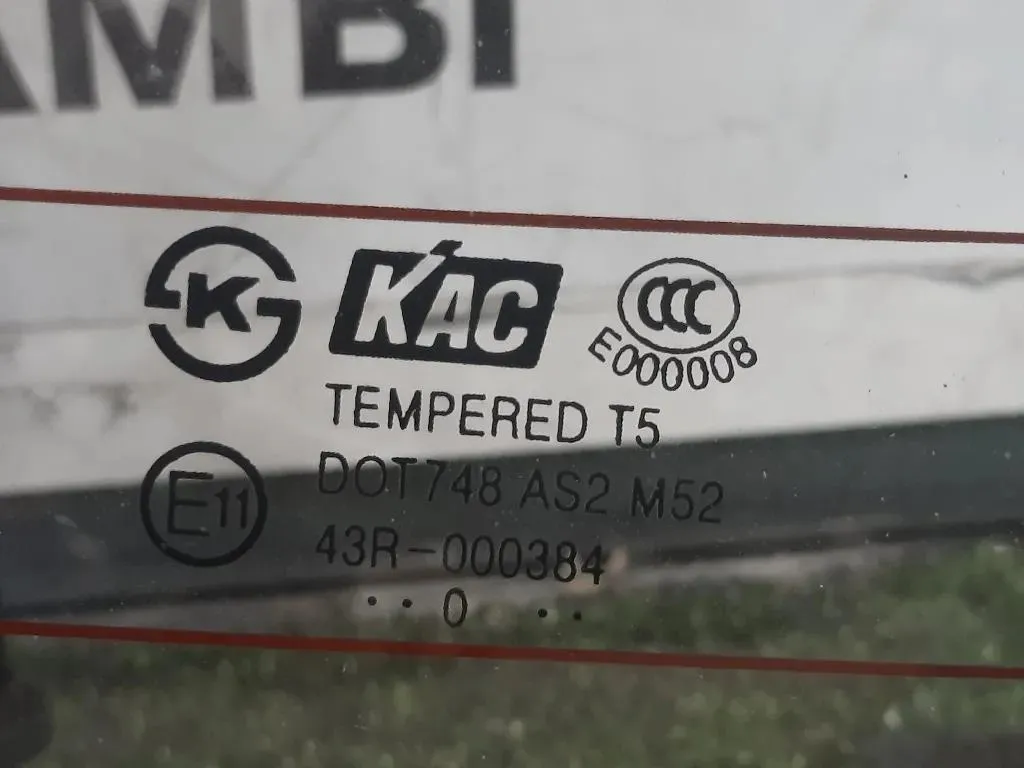 AMBI
K
KAC
CCC
E000008
TEMPERED T5
E11
DOT748 AS2 M52
43R-000384
··0 ··